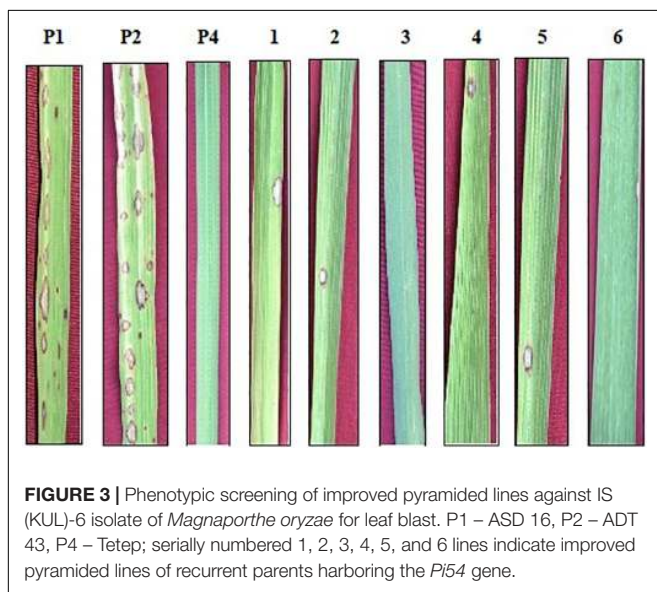 P1 P2 P4 1 2 3 4 5 6
FIGURE 3 | Phenotypic screening of improved pyramided lines against IS
(KUL)-6 isolate of Magnaporthe oryzae for leaf blast. P1 – ASD 16, P2 – ADT
43, P4 – Tetep; serially numbered 1, 2, 3, 4, 5, and 6 lines indicate improved
pyramided lines of recurrent parents harboring the Pi54 gene.